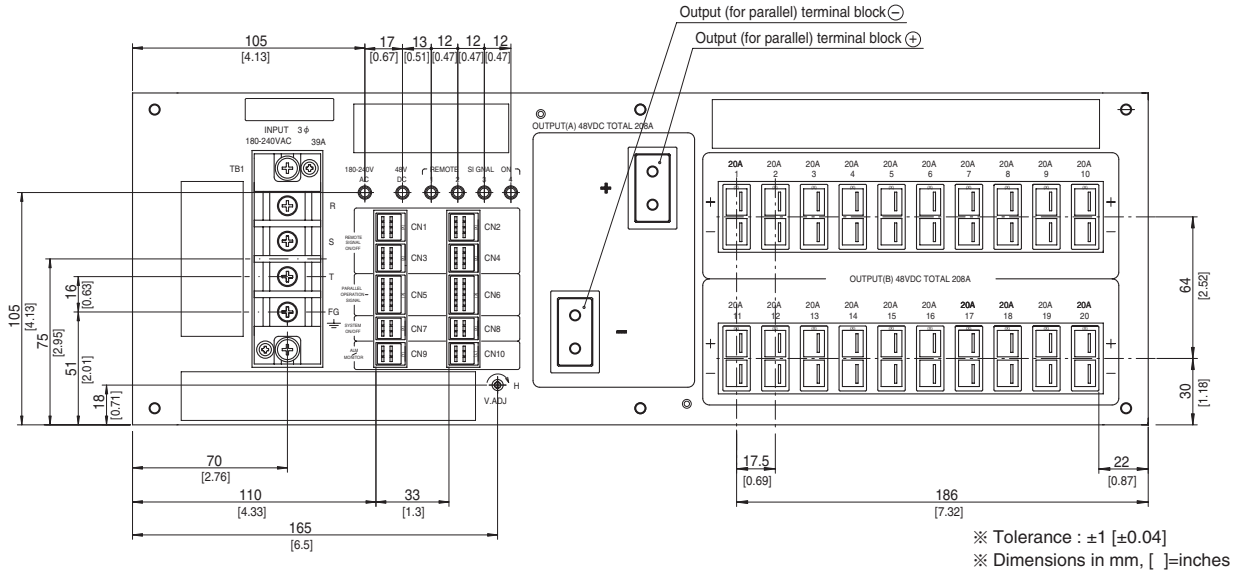 Output (for parallel) terminal block ⊖
Output (for parallel) terminal block ⊕
105
[4.13]
17
[0.67]
13
[0.51]
12
[0.47]
12
[0.47]
12
[0.47]
INPUT 3ϕ
180-240VAC 39A
TB1
R
S
T
FG
180-240V
AC
48V
DC
REMOTE SIGNAL ON
1 2 3 4
REMOTE
SIGNAL
ON/OFF
PARALLEL
OPERATION
SIGNAL
SYSTEM
ON/OFF
ALM
MONITOR
CN1 CN2
CN3 CN4
CN5 CN6
CN7 CN8
CN9 CN10
H
V.ADJ
OUTPUT(A) 48VDC TOTAL 208A
+
-
20A 20A 20A 20A 20A 20A 20A 20A 20A 20A
1 2 3 4 5 6 7 8 9 10
+ +
- -
OUTPUT(B) 48VDC TOTAL 208A
20A 20A 20A 20A 20A 20A 20A 20A 20A 20A
11 12 13 14 15 16 17 18 19 20
+ +
- -
105
[4.13]
75
[2.95]
51
[2.01]
16
[0.63]
18
[0.71]
64
[2.52]
30
[1.18]
70
[2.76]
110
[4.33]
33
[1.3]
165
[6.5]
17.5
[0.69]
22
[0.87]
186
[7.32]
※ Tolerance : ±1 [±0.04]
※ Dimensions in mm, [ ]=inches